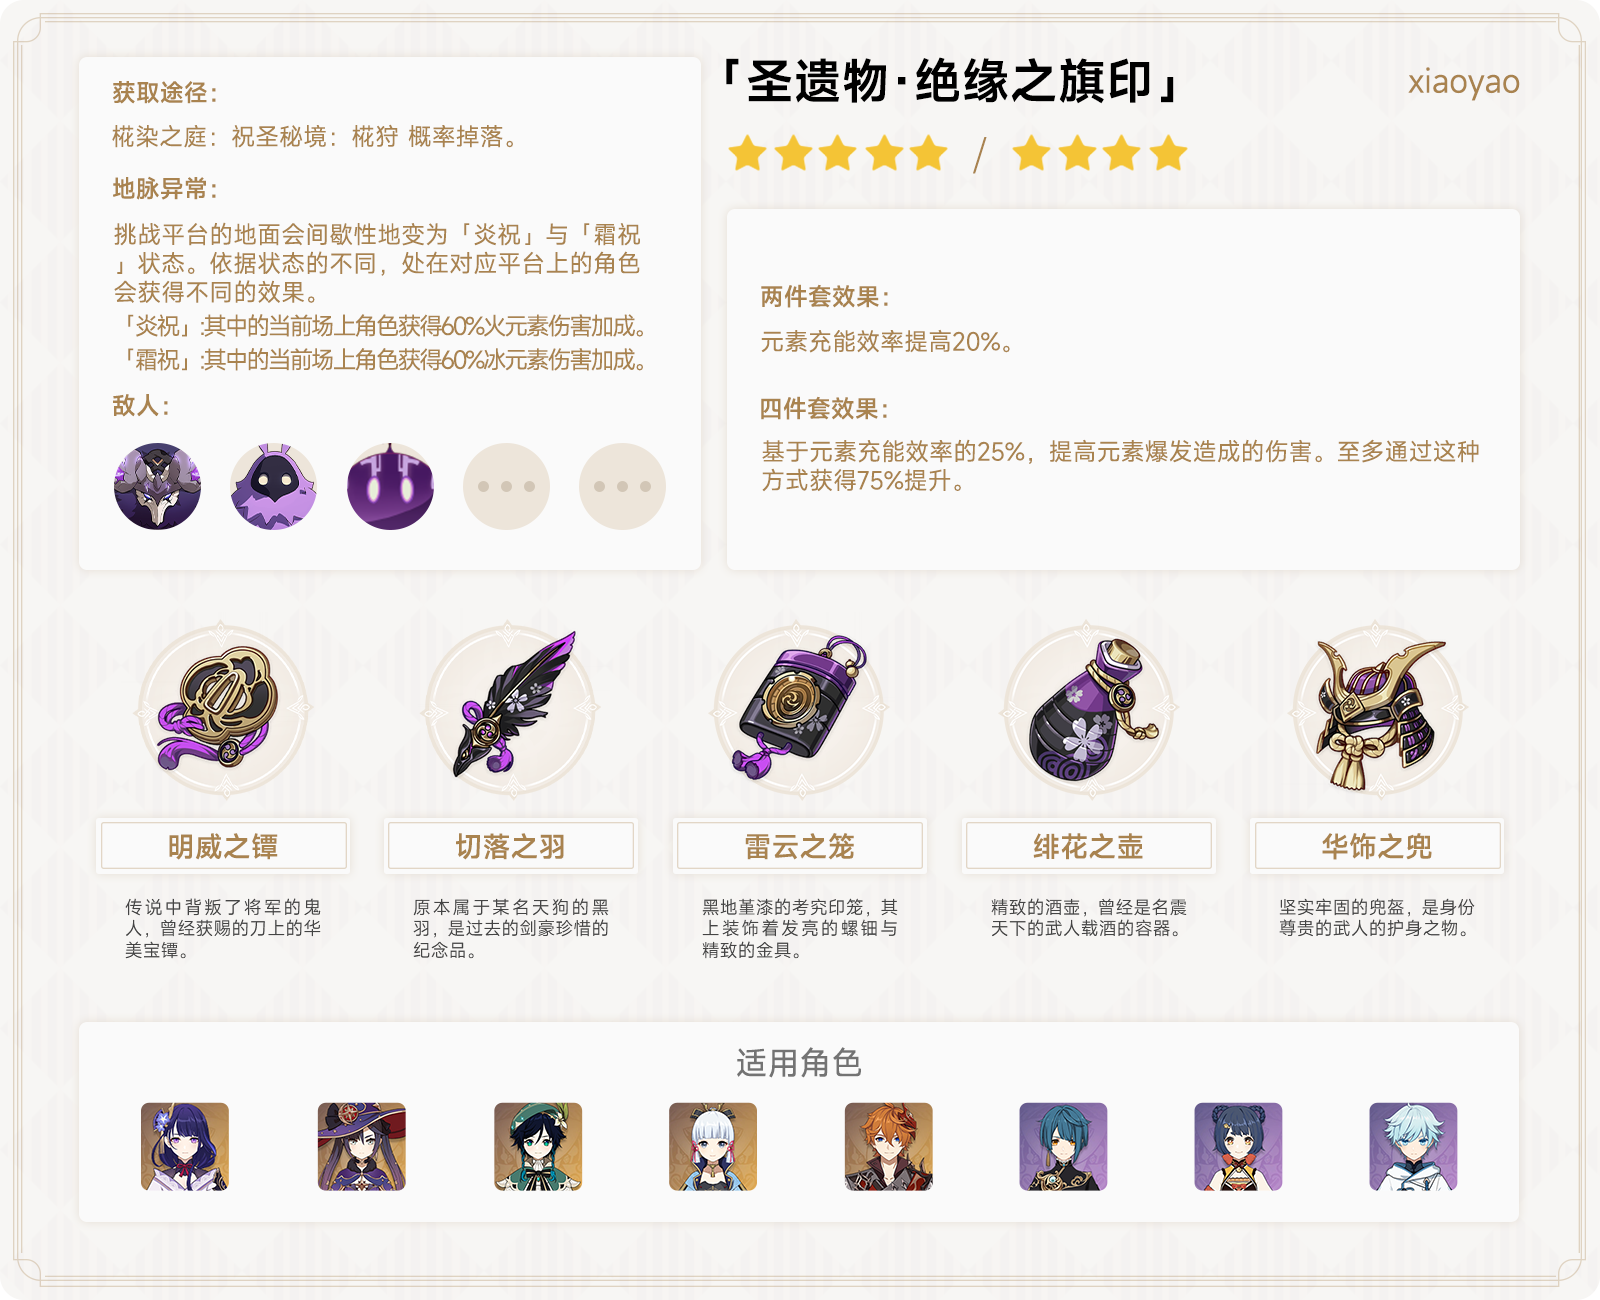 获取途径：
椛染之庭：祝圣秘境：椛狩 概率掉落。
地脉异常：
挑战平台的地面会间歇性地变为「炎祝」与「霜祝
」状态。依据状态的不同，处在对应平台上的角色
会获得不同的效果。
「炎祝」:其中的当前场上角色获得60%火元素伤害加成。
「霜祝」:其中的当前场上角色获得60%冰元素伤害加成。
敌人：
「圣遗物·绝缘之旗印」
xiaoyao
/
两件套效果：
元素充能效率提高20%。
四件套效果：
基于元素充能效率的25%，提高元素爆发造成的伤害。至多通过这种
方式获得75%提升。
明威之镡
传说中背叛了将军的鬼
人，曾经获赐的刀上的华
美宝镡。
切落之羽
原本属于某名天狗的黑
羽，是过去的剑豪珍惜的
纪念品。
雷云之笼
黑地堇漆的考究印笼，其
上装饰着发亮的螺钿与
精致的金具。
绯花之壶
精致的酒壶，曾经是名震
天下的武人载酒的容器。
华饰之兜
坚实牢固的兜盔，是身份
尊贵的武人的护身之物。
适用角色